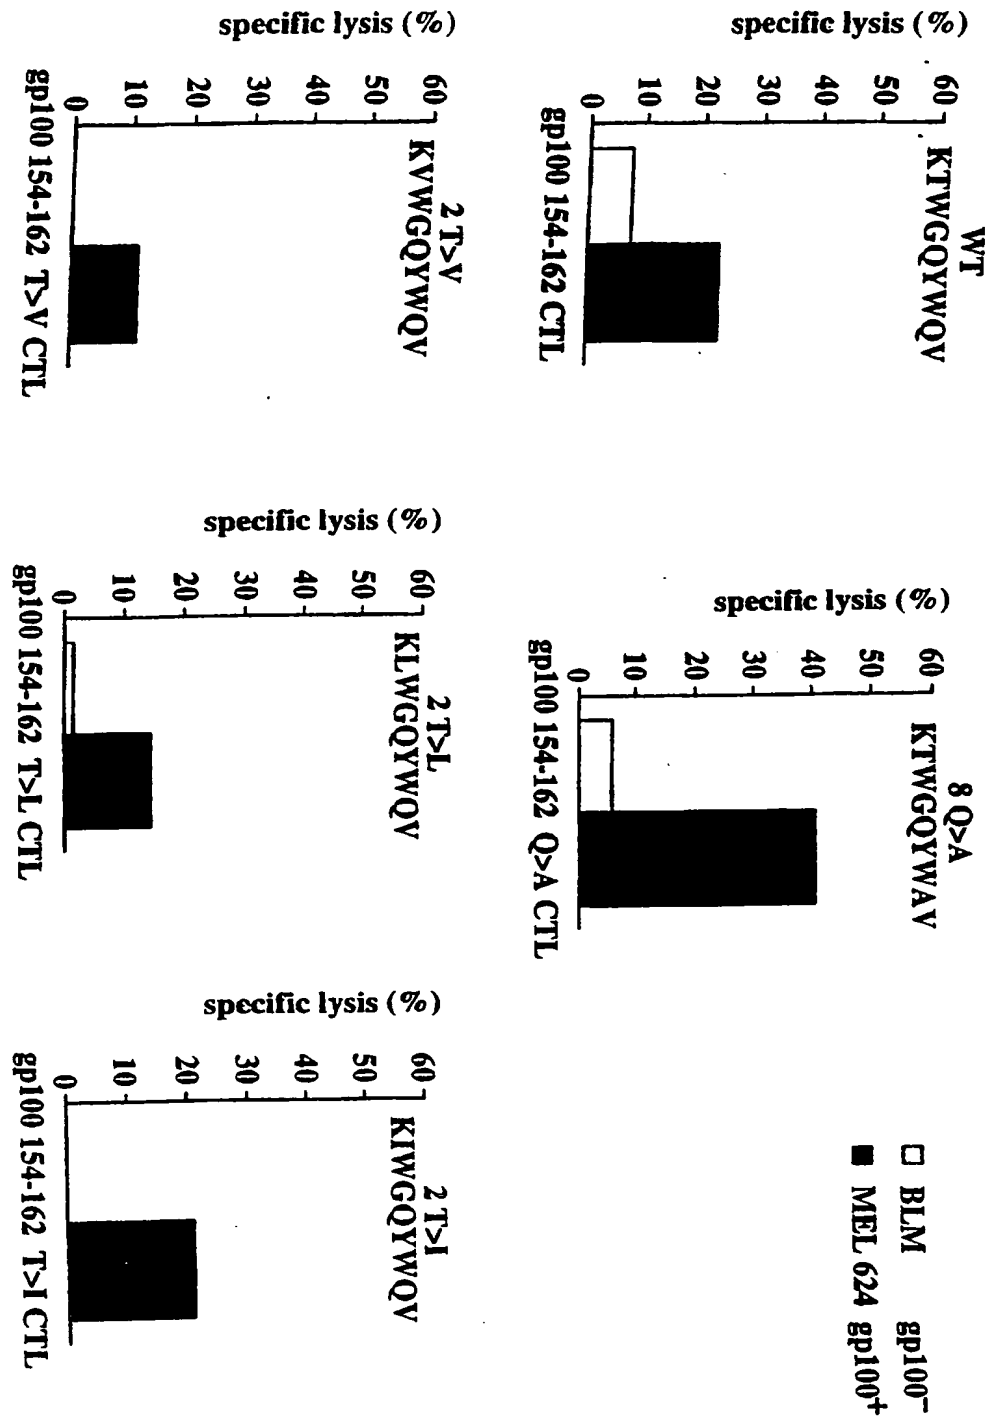 WT
KTWGQYWQV
specific lysis (%)
60
50
40
30
20
10
0
gp100 154-162 CTL
8 Q>A
KTWGQYWAV
specific lysis (%)
60
50
40
30
20
10
0
gp100 154-162 Q>A CTL
BLM gp100⁻
MEL 624 gp100⁺
2 T>V
KVWGQYWQV
specific lysis (%)
60
50
40
30
20
10
0
gp100 154-162 T>V CTL
2 T>L
KLWGQYWQV
specific lysis (%)
60
50
40
30
20
10
0
gp100 154-162 T>L CTL
2 T>I
KIWGQYWQV
specific lysis (%)
60
50
40
30
20
10
0
gp100 154-162 T>I CTL